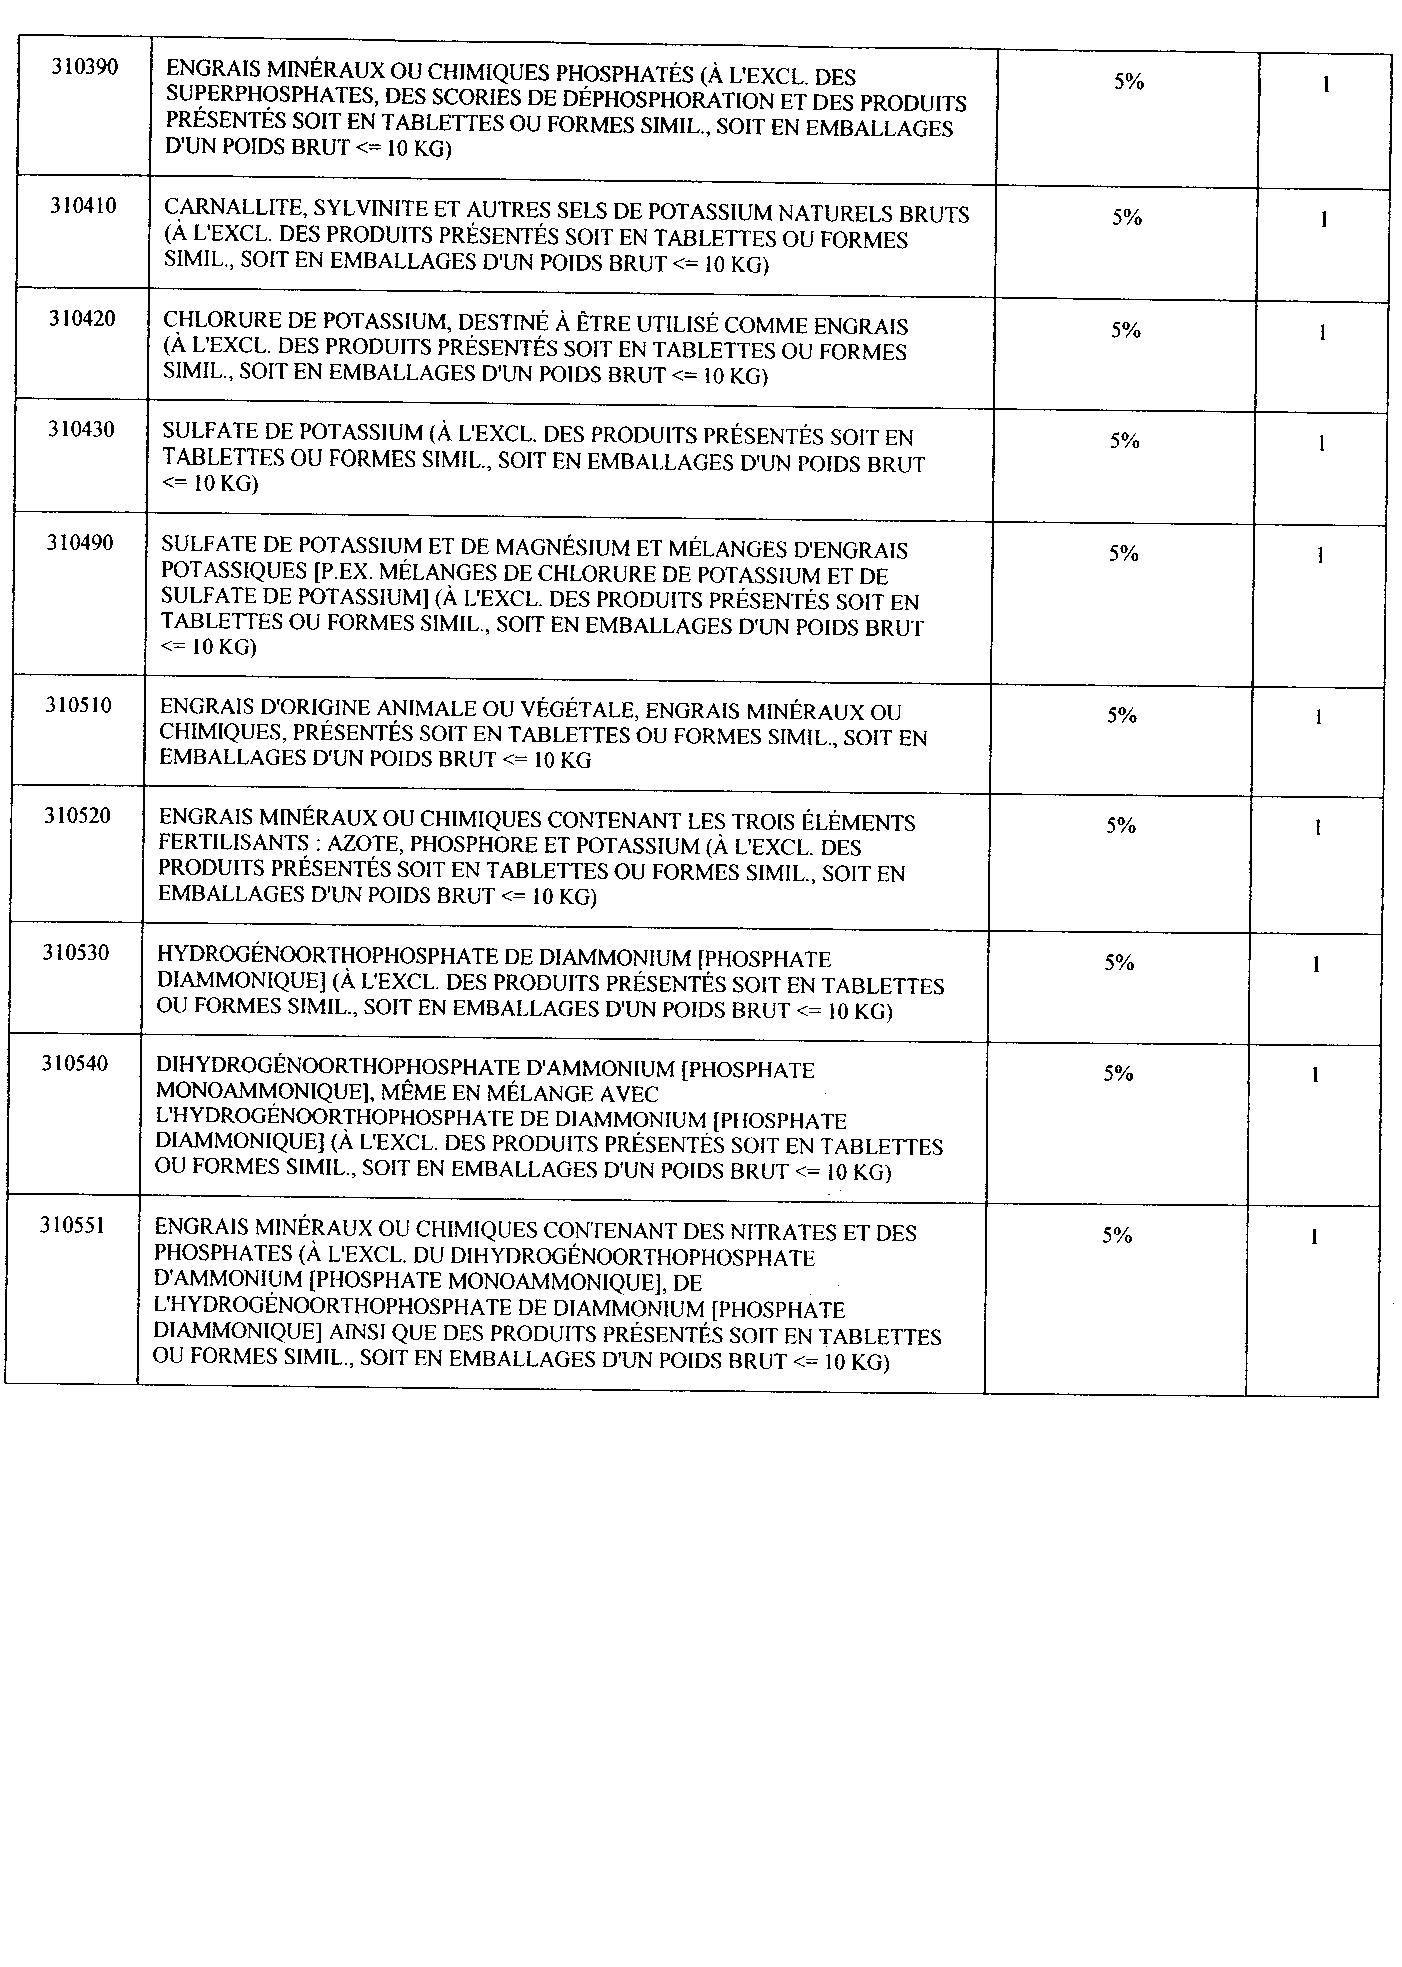 310390 ENGRAIS MINÉRAUX OU CHIMIQUES PHOSPHATÉS (À L'EXCL. DES 5% 1
SUPERPHOSPHATES, DES SCORIES DE DÉPHOSPHORATION ET DES PRODUITS
PRÉSENTÉS SOIT EN TABLETTES OU FORMES SIMIL., SOIT EN EMBALLAGES
D'UN POIDS BRUT <= 10 KG)
310410 CARNALLITE, SYLVINITE ET AUTRES SELS DE POTASSIUM NATURELS BRUTS 5% 1
(À L'EXCL. DES PRODUITS PRÉSENTÉS SOIT EN TABLETTES OU FORMES
SIMIL., SOIT EN EMBALLAGES D'UN POIDS BRUT <= 10 KG)
310420 CHLORURE DE POTASSIUM, DESTINÉ À ÊTRE UTILISÉ COMME ENGRAIS 5% 1
(À L'EXCL. DES PRODUITS PRÉSENTÉS SOIT EN TABLETTES OU FORMES
SIMIL., SOIT EN EMBALLAGES D'UN POIDS BRUT <= 10 KG)
310430 SULFATE DE POTASSIUM (À L'EXCL. DES PRODUITS PRÉSENTÉS SOIT EN 5% 1
TABLETTES OU FORMES SIMIL., SOIT EN EMBALLAGES D'UN POIDS BRUT
<= 10 KG)
310490 SULFATE DE POTASSIUM ET DE MAGNÉSIUM ET MÉLANGES D'ENGRAIS 5% 1
POTASSIQUES [P.EX. MÉLANGES DE CHLORURE DE POTASSIUM ET DE
SULFATE DE POTASSIUM] (À L'EXCL. DES PRODUITS PRÉSENTÉS SOIT EN
TABLETTES OU FORMES SIMIL., SOIT EN EMBALLAGES D'UN POIDS BRUT
<= 10 KG)
310510 ENGRAIS D'ORIGINE ANIMALE OU VÉGÉTALE, ENGRAIS MINÉRAUX OU 5% 1
CHIMIQUES, PRÉSENTÉS SOIT EN TABLETTES OU FORMES SIMIL., SOIT EN
EMBALLAGES D'UN POIDS BRUT <= 10 KG
310520 ENGRAIS MINÉRAUX OU CHIMIQUES CONTENANT LES TROIS ÉLÉMENTS 5% 1
FERTILISANTS : AZOTE, PHOSPHORE ET POTASSIUM (À L'EXCL. DES
PRODUITS PRÉSENTÉS SOIT EN TABLETTES OU FORMES SIMIL., SOIT EN
EMBALLAGES D'UN POIDS BRUT <= 10 KG)
310530 HYDROGÉNOORTHOPHOSPHATE DE DIAMMONIUM [PHOSPHATE 5% 1
DIAMMONIQUE] (À L'EXCL. DES PRODUITS PRÉSENTÉS SOIT EN TABLETTES
OU FORMES SIMIL., SOIT EN EMBALLAGES D'UN POIDS BRUT <= 10 KG)
310540 DIHYDROGÉNOORTHOPHOSPHATE D'AMMONIUM [PHOSPHATE 5% 1
MONOAMMONIQUE], MÊME EN MÉLANGE AVEC
L'HYDROGÉNOORTHOPHOSPHATE DE DIAMMONIUM [PHOSPHATE
DIAMMONIQUE] (À L'EXCL. DES PRODUITS PRÉSENTÉS SOIT EN TABLETTES
OU FORMES SIMIL., SOIT EN EMBALLAGES D'UN POIDS BRUT <= 10 KG)
310551 ENGRAIS MINÉRAUX OU CHIMIQUES CONTENANT DES NITRATES ET DES 5% 1
PHOSPHATES (À L'EXCL. DU DIHYDROGÉNOORTHOPHOSPHATE
D'AMMONIUM [PHOSPHATE MONOAMMONIQUE], DE
L'HYDROGÉNOORTHOPHOSPHATE DE DIAMMONIUM [PHOSPHATE
DIAMMONIQUE] AINSI QUE DES PRODUITS PRÉSENTÉS SOIT EN TABLETTES
OU FORMES SIMIL., SOIT EN EMBALLAGES D'UN POIDS BRUT <= 10 KG)